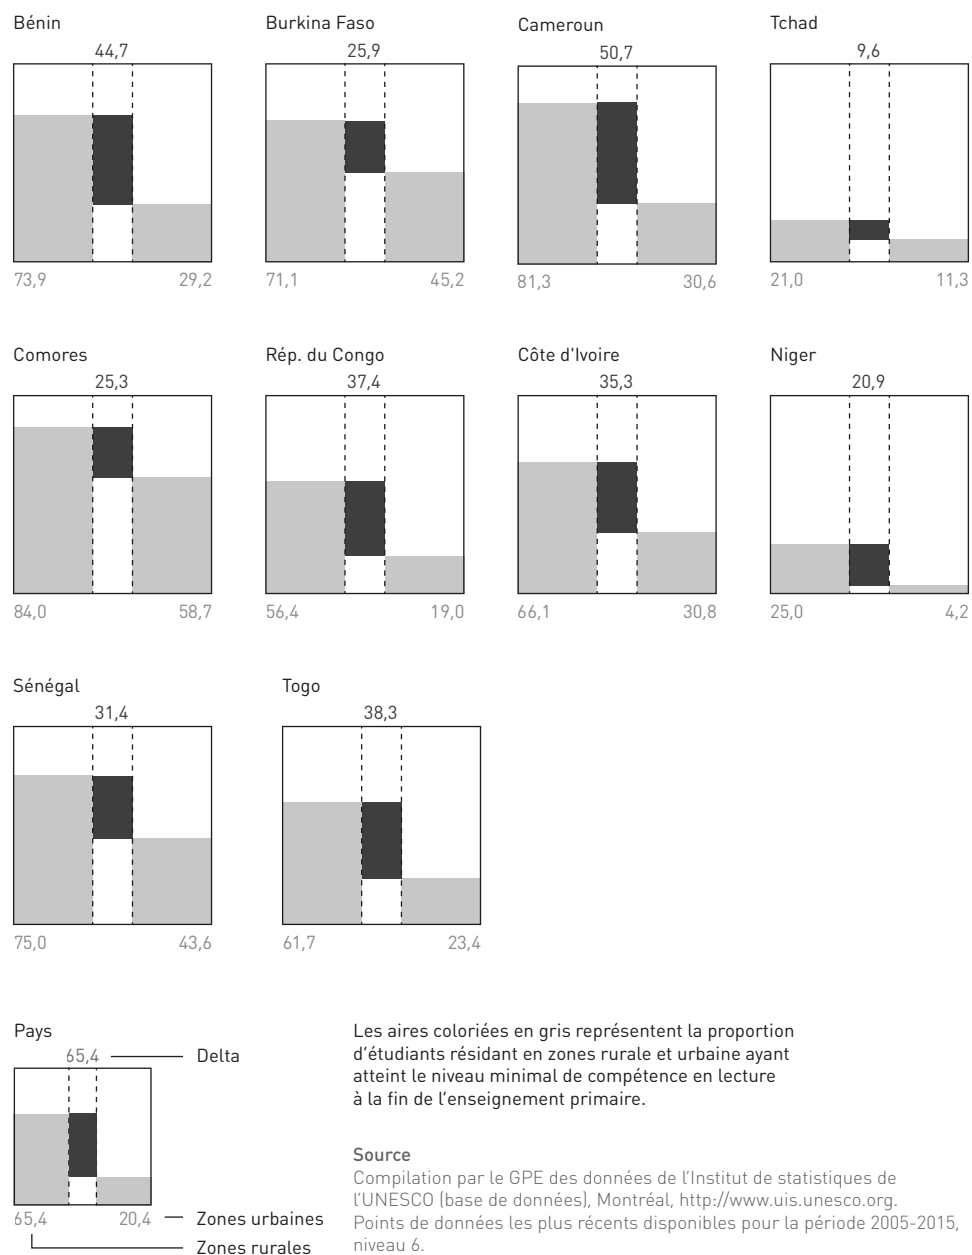 Bénin
Burkina Faso
Cameroun
Tchad
44,7
25,9
50,7
9,6
73,9
29,2
71,1
45,2
81,3
30,6
21,0
11,3
Comores
Rép. du Congo
Côte d'Ivoire
Niger
25,3
37,4
35,3
20,9
84,0
58,7
56,4
19,0
66,1
30,8
25,0
4,2
Sénégal
Togo
31,4
38,3
75,0
43,6
61,7
23,4
Pays
65,4
Delta
65,4
20,4
Zones urbaines
Zones rurales
Les aires coloriées en gris représentent la proportion
d’étudiants résidant en zones rurale et urbaine ayant
atteint le niveau minimal de compétence en lecture
à la fin de l’enseignement primaire.
Source
Compilation par le GPE des données de l’Institut de statistiques de
l’UNESCO (base de données), Montréal, http://www.uis.unesco.org.
Points de données les plus récents disponibles pour la période 2005-2015,
niveau 6.